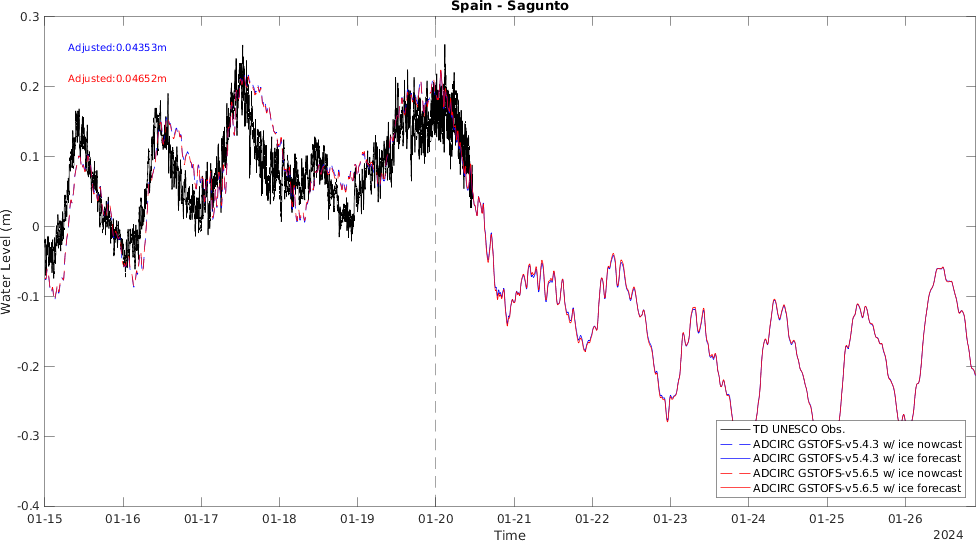 Spain - Sagunto
0.3
Adjusted:0.04353m
Adjusted:0.04652m
0.2
0.1
0
-0.1
-0.2
-0.3
-0.4
Water Level (m)
TD UNESCO Obs.
ADCIRC GSTOFS-v5.4.3 w/ ice nowcast
ADCIRC GSTOFS-v5.4.3 w/ ice forecast
ADCIRC GSTOFS-v5.6.5 w/ ice nowcast
ADCIRC GSTOFS-v5.6.5 w/ ice forecast
01-15 01-16 01-17 01-18 01-19 01-20 01-21 01-22 01-23 01-24 01-25 01-26
Time
2024